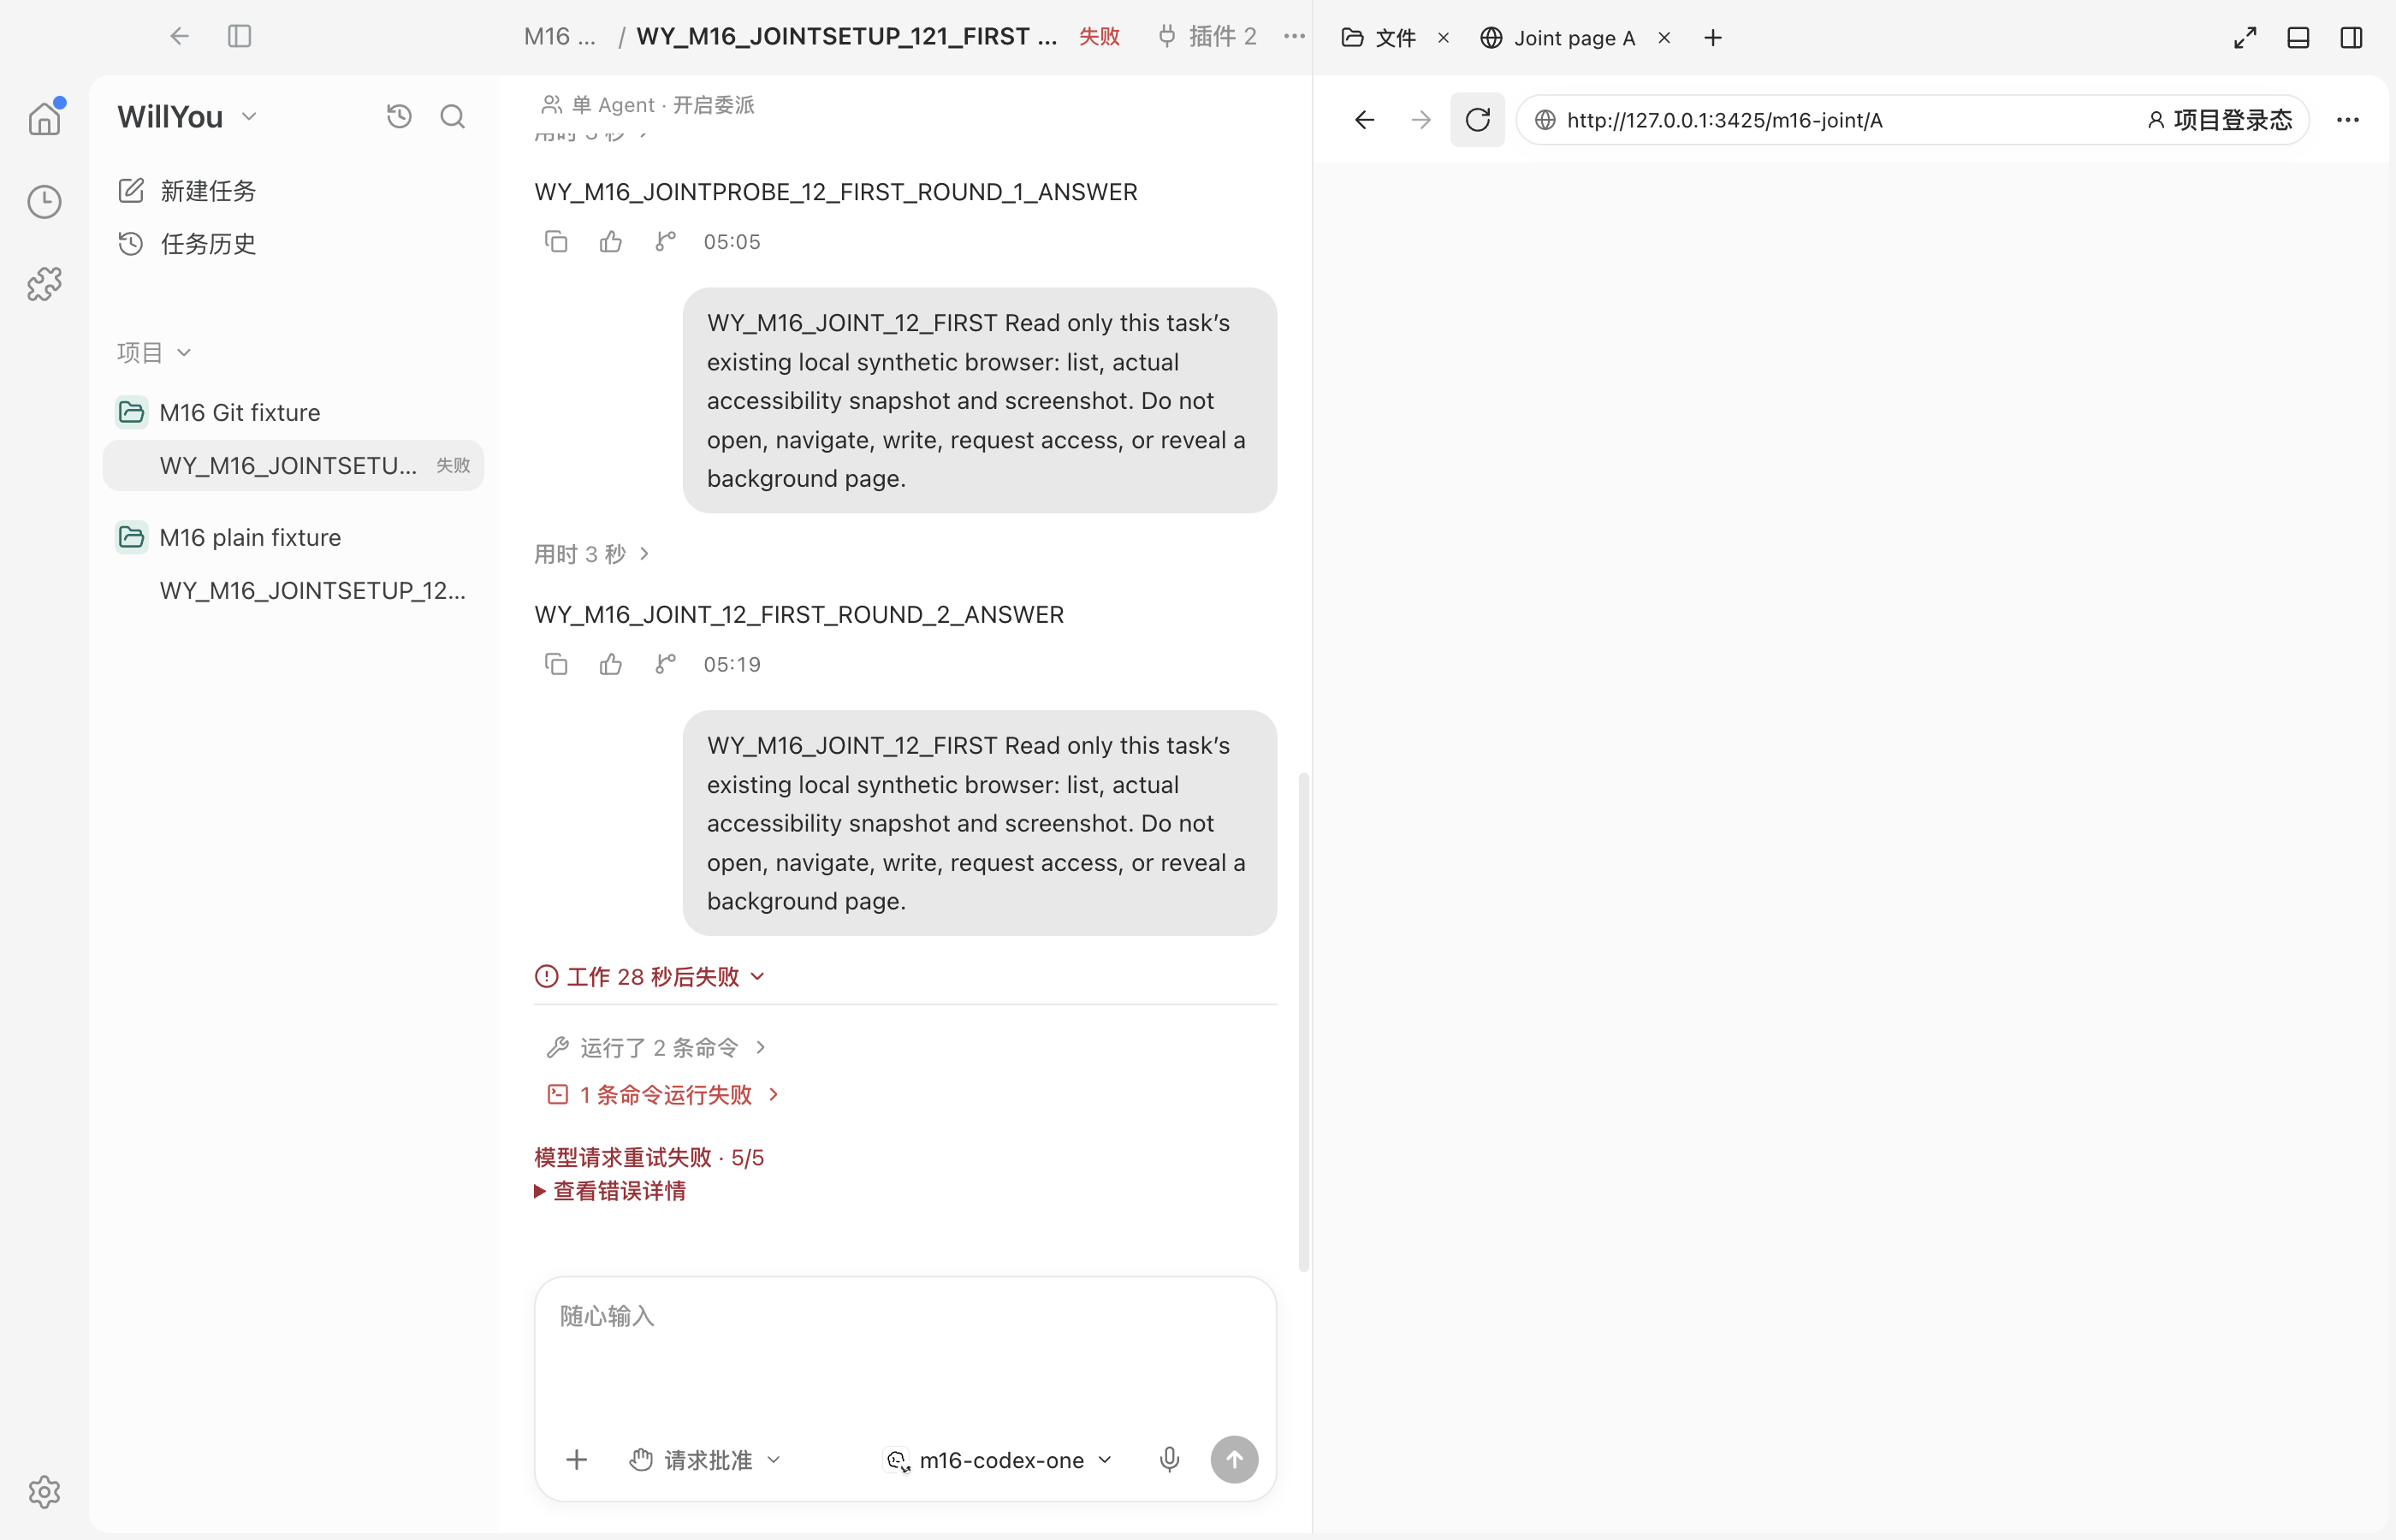 M16 ... / WY_M16_JOINTSETUP_121_FIRST ... 失败 插件 2
文件
Joint page A
WillYou
新建任务
任务历史
项目
M16 Git fixture
WY_M16_JOINTSETU... 失败
M16 plain fixture
WY_M16_JOINTSETUP_12...
单 Agent · 开启委派
用时 3 秒
WY_M16_JOINTPROBE_12_FIRST_ROUND_1_ANSWER
05:05
WY_M16_JOINT_12_FIRST Read only this task’s
existing local synthetic browser: list, actual
accessibility snapshot and screenshot. Do not
open, navigate, write, request access, or reveal a
background page.
用时 3 秒
WY_M16_JOINT_12_FIRST_ROUND_2_ANSWER
05:19
WY_M16_JOINT_12_FIRST Read only this task’s
existing local synthetic browser: list, actual
accessibility snapshot and screenshot. Do not
open, navigate, write, request access, or reveal a
background page.
工作 28 秒后失败
运行了 2 条命令
1 条命令运行失败
模型请求重试失败 · 5/5
查看错误详情
随心输入
请求批准
m16-codex-one
http://127.0.0.1:3425/m16-joint/A
项目登录态